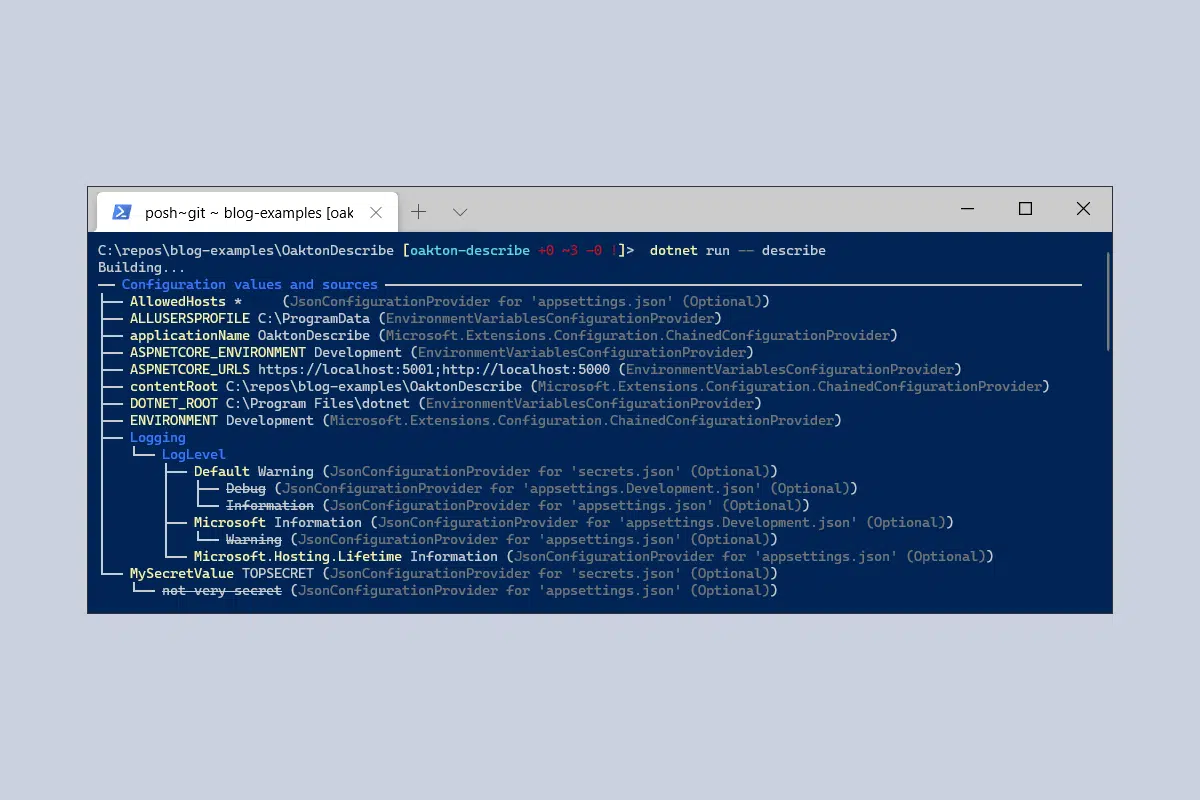 posh~git ~ blog-examples [oak
C:\repos\blog-examples\OaktonDescribe [oakton-describe +0 ~3 -0 !]> dotnet run -- describe
Building...
Configuration values and sources
AllowedHosts * (JsonConfigurationProvider for 'appsettings.json' (Optional))
ALLUSERSPROFILE C:\ProgramData (EnvironmentVariablesConfigurationProvider)
applicationName OaktonDescribe (Microsoft.Extensions.Configuration.ChainedConfigurationProvider)
ASPNETCORE_ENVIRONMENT Development (EnvironmentVariablesConfigurationProvider)
ASPNETCORE_URLS https://localhost:5001;http://localhost:5000 (EnvironmentVariablesConfigurationProvider)
contentRoot C:\repos\blog-examples\OaktonDescribe (Microsoft.Extensions.Configuration.ChainedConfigurationProvider)
DOTNET_ROOT C:\Program Files\dotnet (EnvironmentVariablesConfigurationProvider)
ENVIRONMENT Development (Microsoft.Extensions.Configuration.ChainedConfigurationProvider)
Logging
LogLevel
Default Warning (JsonConfigurationProvider for 'secrets.json' (Optional))
Debug (JsonConfigurationProvider for 'appsettings.Development.json' (Optional))
Information (JsonConfigurationProvider for 'appsettings.json' (Optional))
Microsoft Information (JsonConfigurationProvider for 'appsettings.Development.json' (Optional))
Warning (JsonConfigurationProvider for 'appsettings.json' (Optional))
Microsoft.Hosting.Lifetime Information (JsonConfigurationProvider for 'appsettings.json' (Optional))
MySecretValue TOPSECRET (JsonConfigurationProvider for 'secrets.json' (Optional))
not very secret (JsonConfigurationProvider for 'appsettings.json' (Optional))